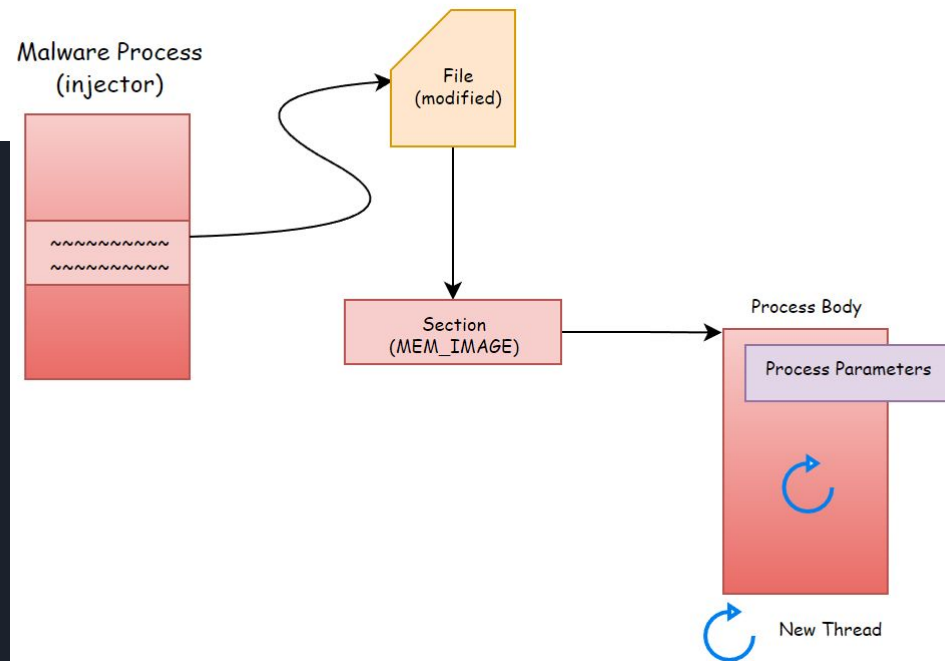 Malware Process
(injector)
~~~~~~~~~~
~~~~~~~~~~
File
(modified)
Section
(MEM_IMAGE)
Process Body
Process Parameters
New Thread